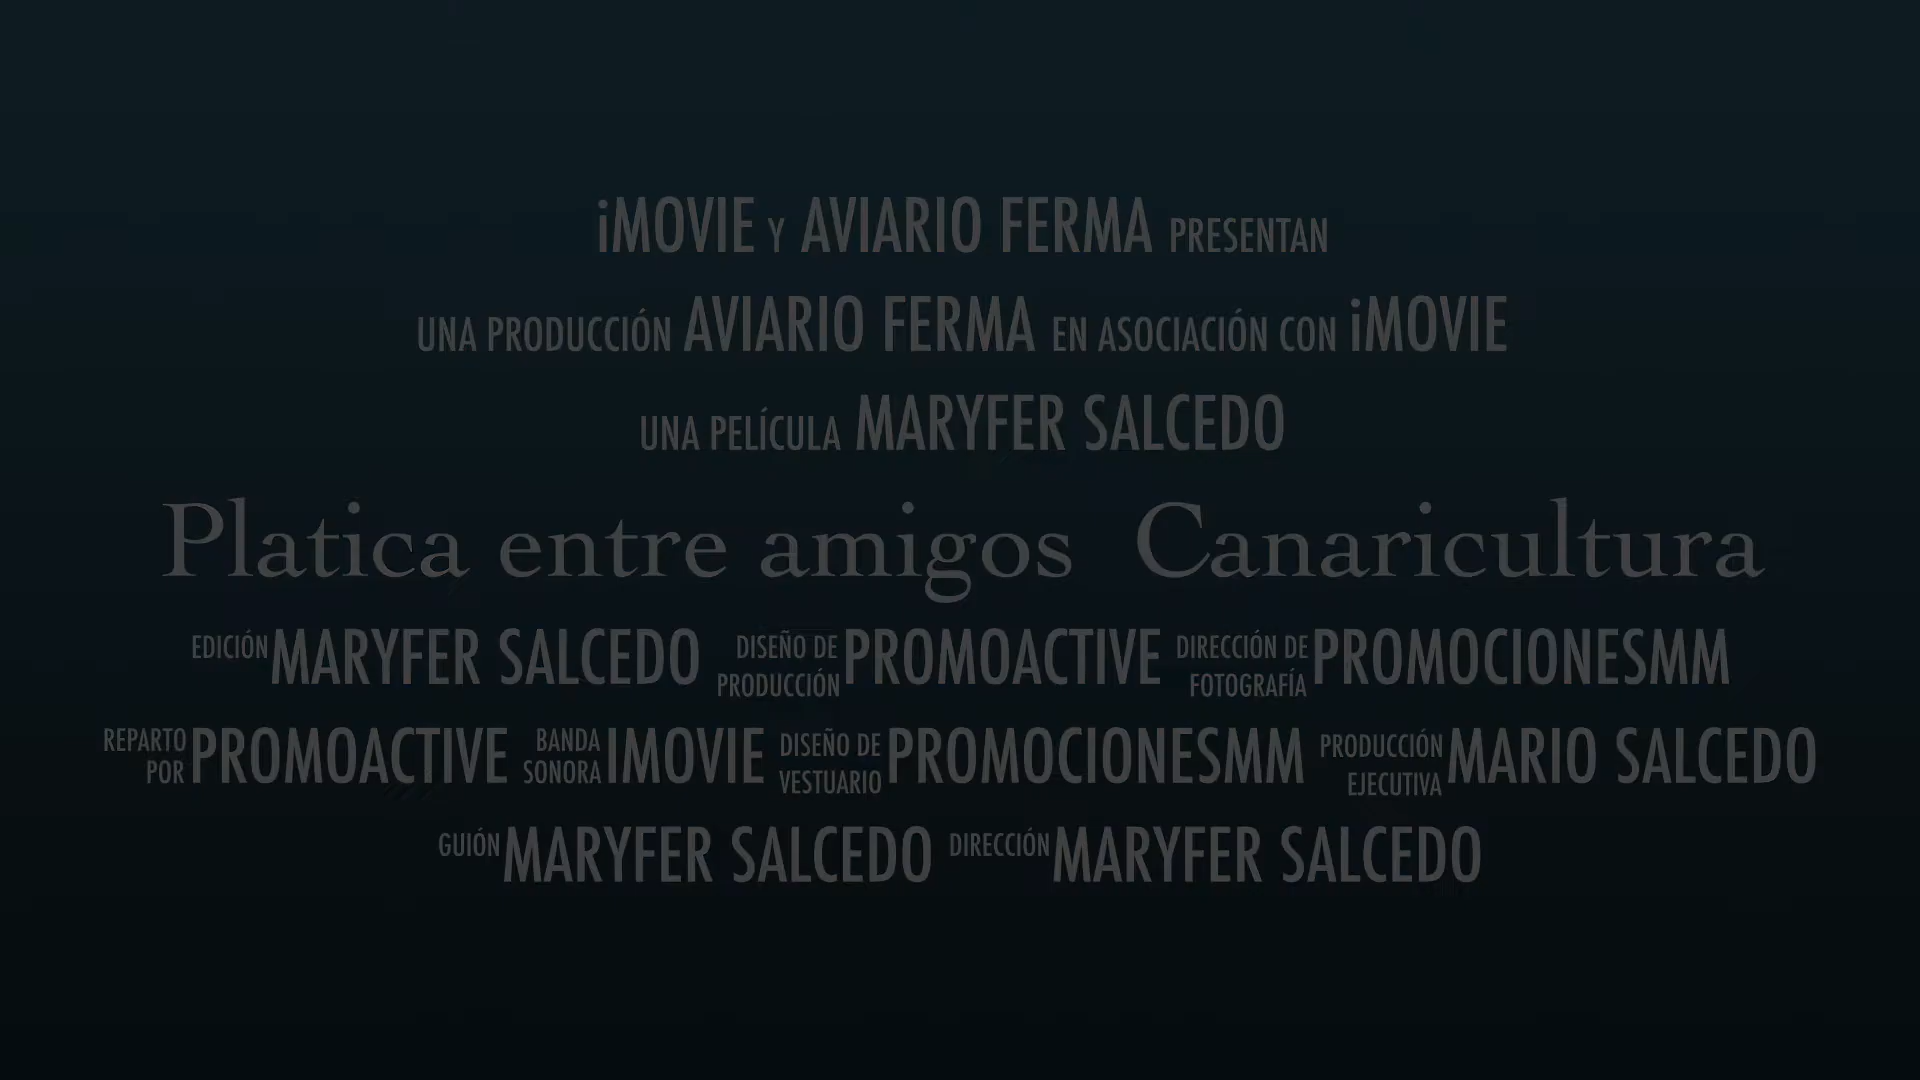 iMOVIE Y AVIARIO FERMA PRESENTAN
UNA PRODUCCIÓN AVIARIO FERMA EN ASOCIACIÓN CON iMOVIE
UNA PELÍCULA MARYFER SALCEDO
Platica entre amigos Canaricultura
EDICIÓN MARYFER SALCEDO DISEÑO DE PRODUCCIÓN PROMOACTIVE DIRECCIÓN DE FOTOGRAFÍA PROMOCIONESMM
REPARTO POR PROMOACTIVE BANDA SONORA IMOVIE DISEÑO DE VESTUARIO PROMOCIONESMM PRODUCCIÓN EJECUTIVA MARIO SALCEDO
GUIÓN MARYFER SALCEDO DIRECCIÓN MARYFER SALCEDO